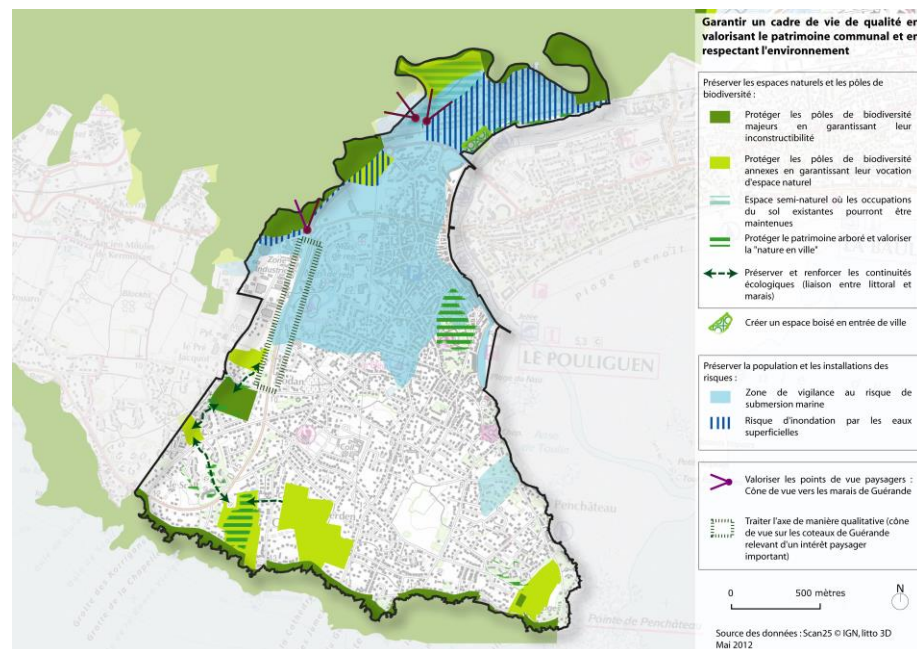 Garantir un cadre de vie de qualité en
valorisant le patrimoine communal et en
respectant l'environnement
Préserver les espaces naturels et les pôles de
biodiversité :
Protéger les pôles de biodiversité
majeurs en garantissant leur
inconstructibilité
Protéger les pôles de biodiversité
annexes en garantissant leur vocation
d'espace naturel
Espace semi-naturel où les occupations
du sol existantes pourront être
maintenues
Protéger le patrimoine arboré et valoriser
la "nature en ville"
Préserver et renforcer les continuités
écologiques (liaison entre littoral et
marais)
Créer un espace boisé en entrée de ville
Préserver la population et les installations des
risques :
Zone de vigilance au risque de
submersion marine
Risque d'inondation par les eaux
superficielles
Valoriser les points de vue paysagers :
Cône de vue vers les marais de Guérande
Traiter l'axe de manière qualitative (cône
de vue sur les coteaux de Guérande
relevant d'un intérêt paysager
important)
0 500 mètres
N
Source des données : Scan25 © IGN, litto 3D
Mai 2012
Plage Benoît
LE POULIGUEN
Penchâteau
Pointe de Penchâteau